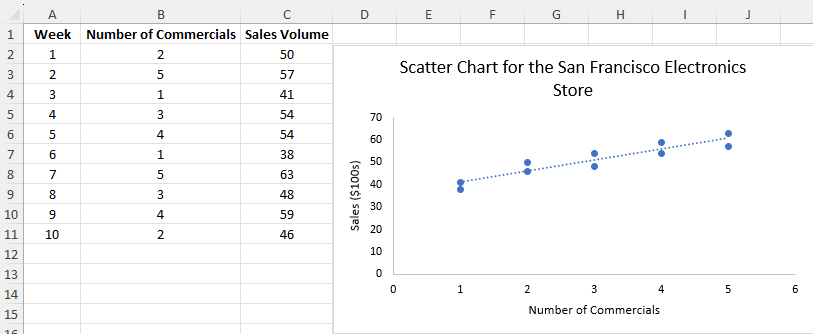 A B C D E F G H I J
1 Week Number of Commercials Sales Volume
2 1 2 50
3 2 5 57
4 3 1 41
5 4 3 54
6 5 4 54
7 6 1 38
8 7 5 63
9 8 3 48
10 9 4 59
11 10 2 46
12
13
14
15
16
Scatter Chart for the San Francisco Electronics
Store
Sales ($100s)
70
60
50
40
30
20
10
0
0 1 2 3 4 5 6
Number of Commercials